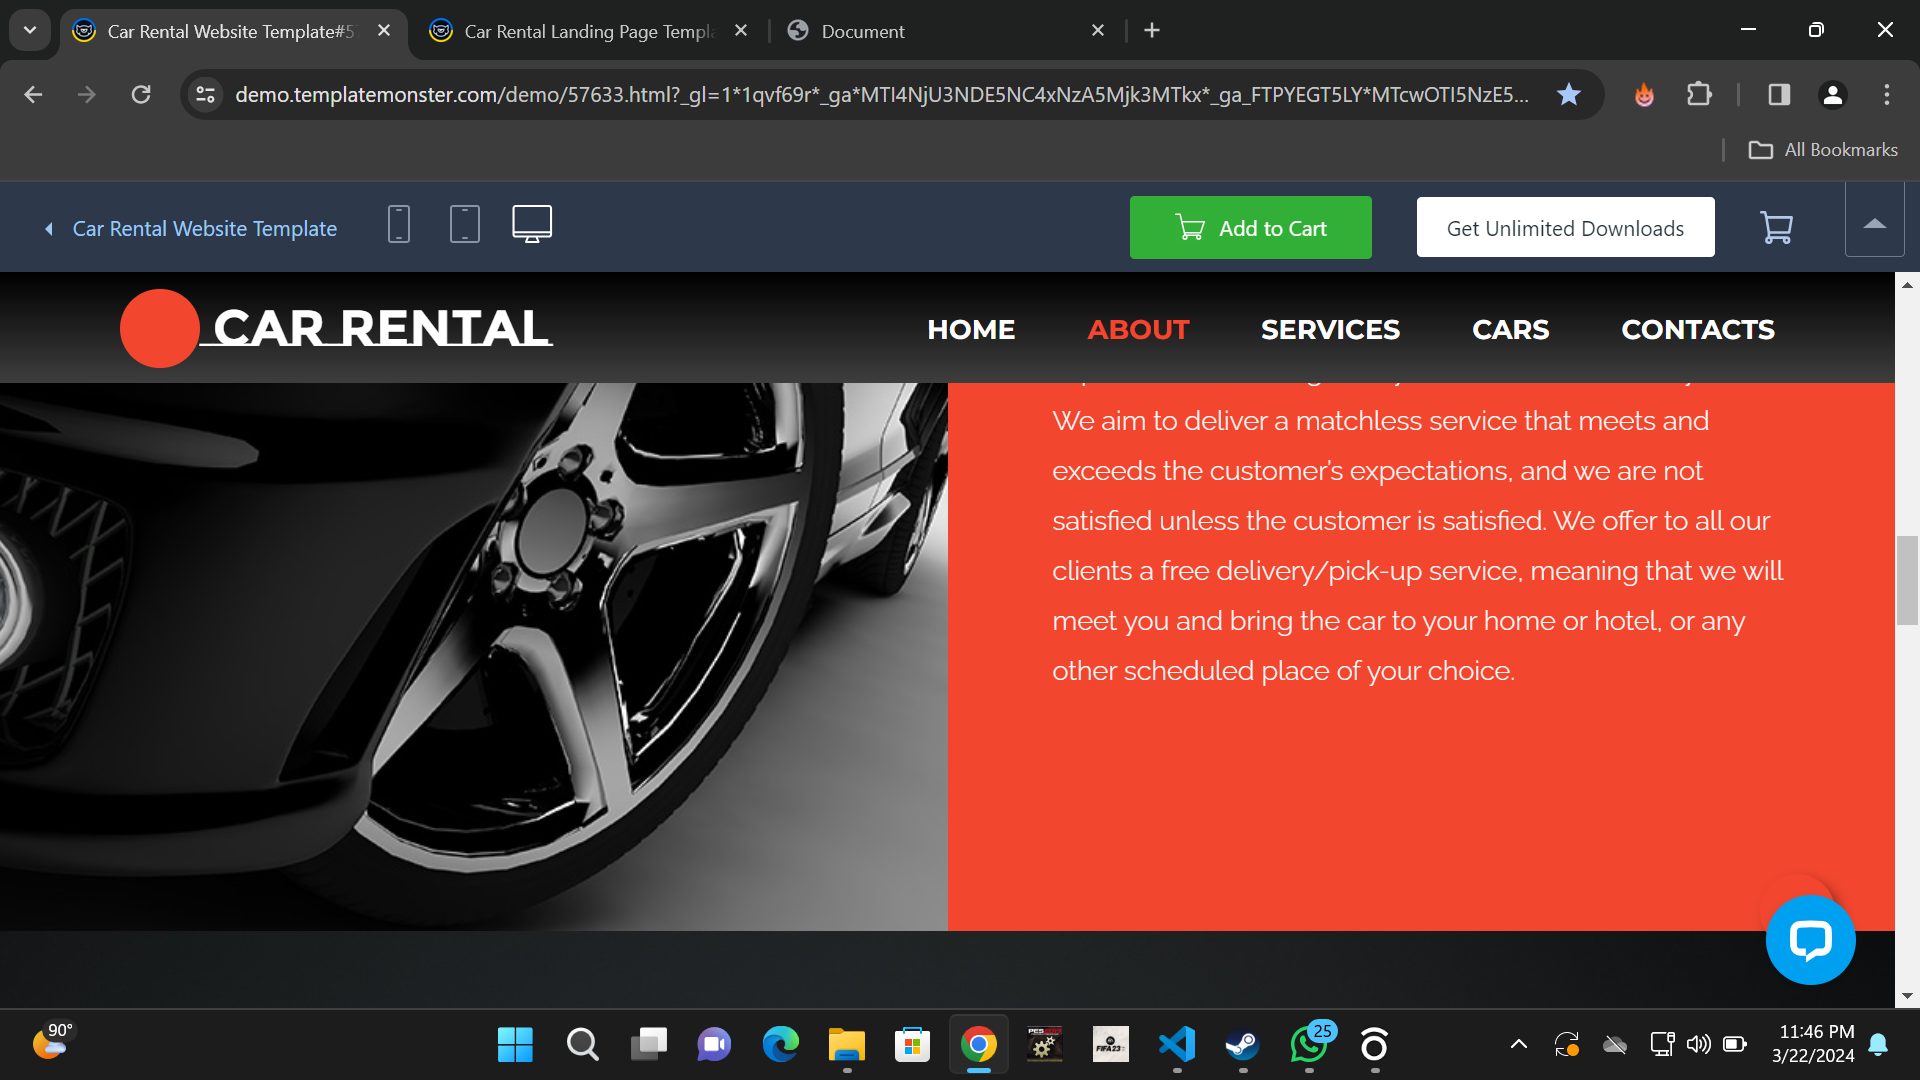 Car Rental Website Template#5
Car Rental Landing Page Templa
Document
demo.templatemonster.com/demo/57633.html?_gl=1*1qvf69r*_ga*MTI4NjU3NDE5NC4xNzA5Mjk3MTkx*_ga_FTPYEGT5LY*MTcwOTI5NzE5...
All Bookmarks
Car Rental Website Template
Add to Cart
Get Unlimited Downloads
CAR RENTAL
HOME
ABOUT
SERVICES
CARS
CONTACTS
We aim to deliver a matchless service that meets and
exceeds the customer’s expectations, and we are not
satisfied unless the customer is satisfied. We offer to all our
clients a free delivery/pick-up service, meaning that we will
meet you and bring the car to your home or hotel, or any
other scheduled place of your choice.
90°
FIFA 23
25
11:46 PM
3/22/2024